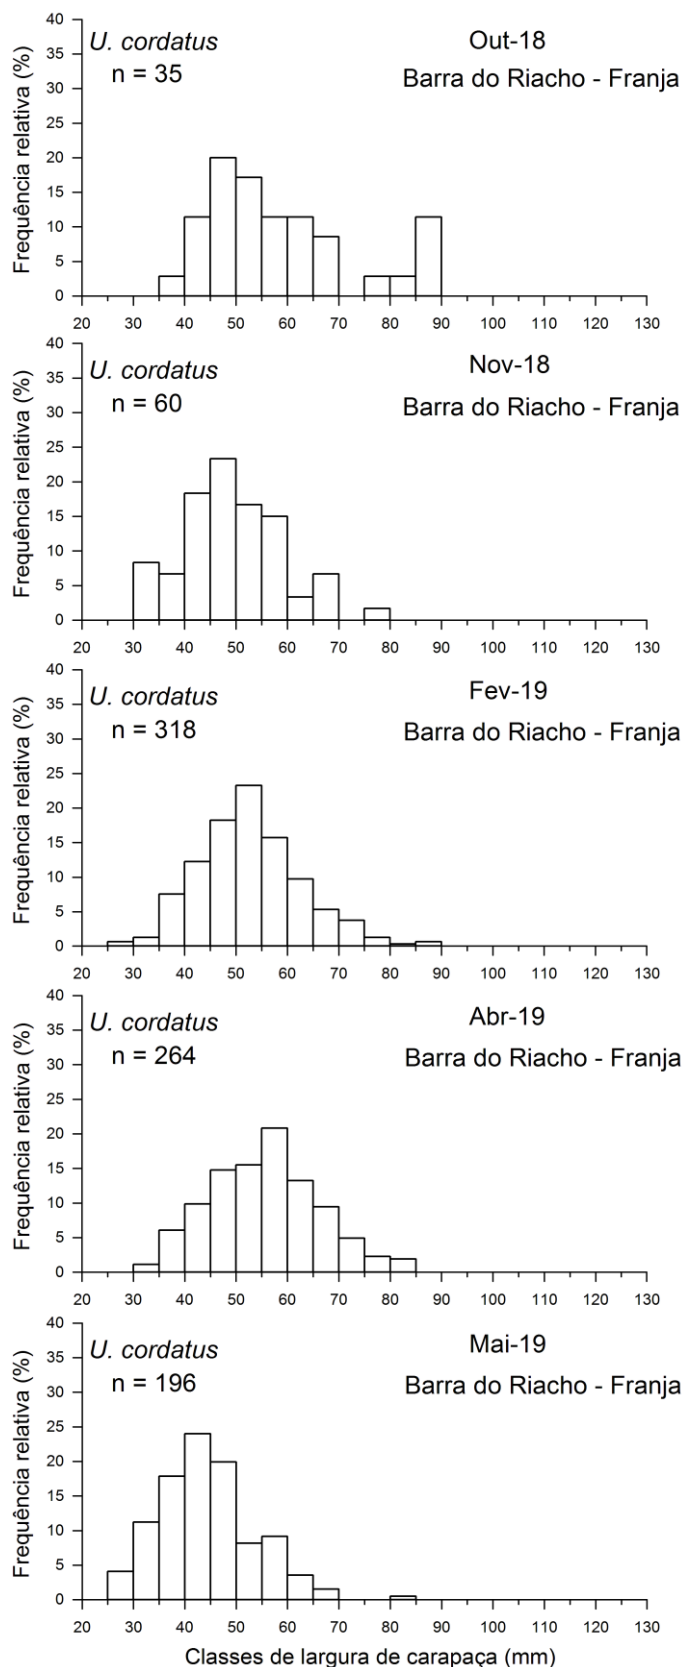 U. cordatus
n = 35
Out-18
Barra do Riacho - Franja
Frequência relativa (%)
40
35
30
25
20
15
10
5
0
20 30 40 50 60 70 80 90 100 110 120 130
U. cordatus
n = 60
Nov-18
Barra do Riacho - Franja
Frequência relativa (%)
40
35
30
25
20
15
10
5
0
20 30 40 50 60 70 80 90 100 110 120 130
U. cordatus
n = 318
Fev-19
Barra do Riacho - Franja
Frequência relativa (%)
40
35
30
25
20
15
10
5
0
20 30 40 50 60 70 80 90 100 110 120 130
U. cordatus
n = 264
Abr-19
Barra do Riacho - Franja
Frequência relativa (%)
40
35
30
25
20
15
10
5
0
20 30 40 50 60 70 80 90 100 110 120 130
U. cordatus
n = 196
Mai-19
Barra do Riacho - Franja
Frequência relativa (%)
40
35
30
25
20
15
10
5
0
20 30 40 50 60 70 80 90 100 110 120 130
Classes de largura de carapaça (mm)